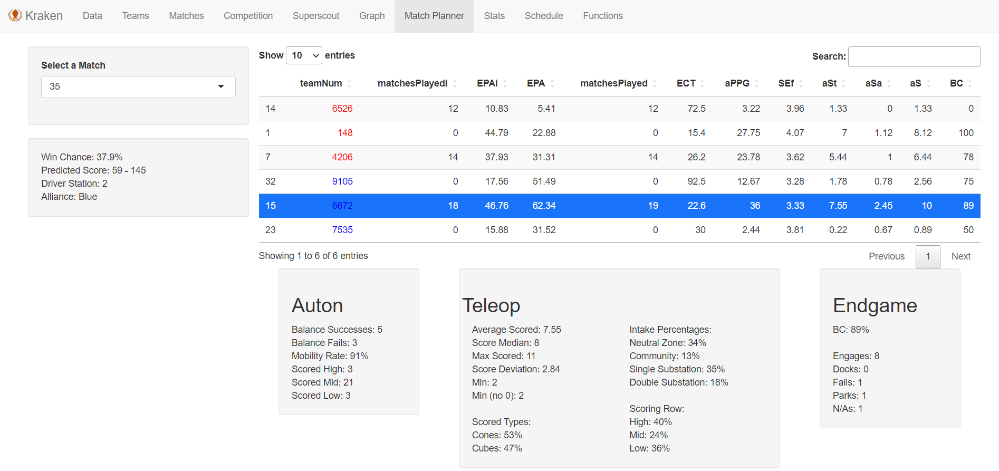 Kraken Data Teams Matches Competition Superscout Graph Match Planner Stats Schedule Functions
Select a Match
35
Win Chance: 37.9%
Predicted Score: 59 - 145
Driver Station: 2
Alliance: Blue
Show 10 entries
Search:
teamNum matchesPlayedi EPAi EPA matchesPlayed ECT aPPG SEf aSt aSa aS BC
14 6526 12 10.83 5.41 12 72.5 3.22 3.96 1.33 0 1.33 0
1 148 0 44.79 22.88 0 15.4 27.75 4.07 7 1.12 8.12 100
7 4206 14 37.93 31.31 14 26.2 23.78 3.62 5.44 1 6.44 78
32 9105 0 17.56 51.49 0 92.5 12.67 3.28 1.78 0.78 2.56 75
15 6672 18 46.76 62.34 19 22.6 36 3.33 7.55 2.45 10 89
23 7535 0 15.88 31.52 0 30 2.44 3.81 0.22 0.67 0.89 50
Showing 1 to 6 of 6 entries
Previous 1 Next
Auton
Balance Successes: 5
Balance Fails: 3
Mobility Rate: 91%
Scored High: 3
Scored Mid: 21
Scored Low: 3
Teleop
Average Scored: 7.55
Score Median: 8
Max Scored: 11
Score Deviation: 2.84
Min: 2
Min (no 0): 2
Scored Types:
Cones: 53%
Cubes: 47%
Intake Percentages:
Neutral Zone: 34%
Community: 13%
Single Substation: 35%
Double Substation: 18%
Scoring Row:
High: 40%
Mid: 24%
Low: 36%
Endgame
BC: 89%
Engages: 8
Docks: 0
Fails: 1
Parks: 1
N/As: 1